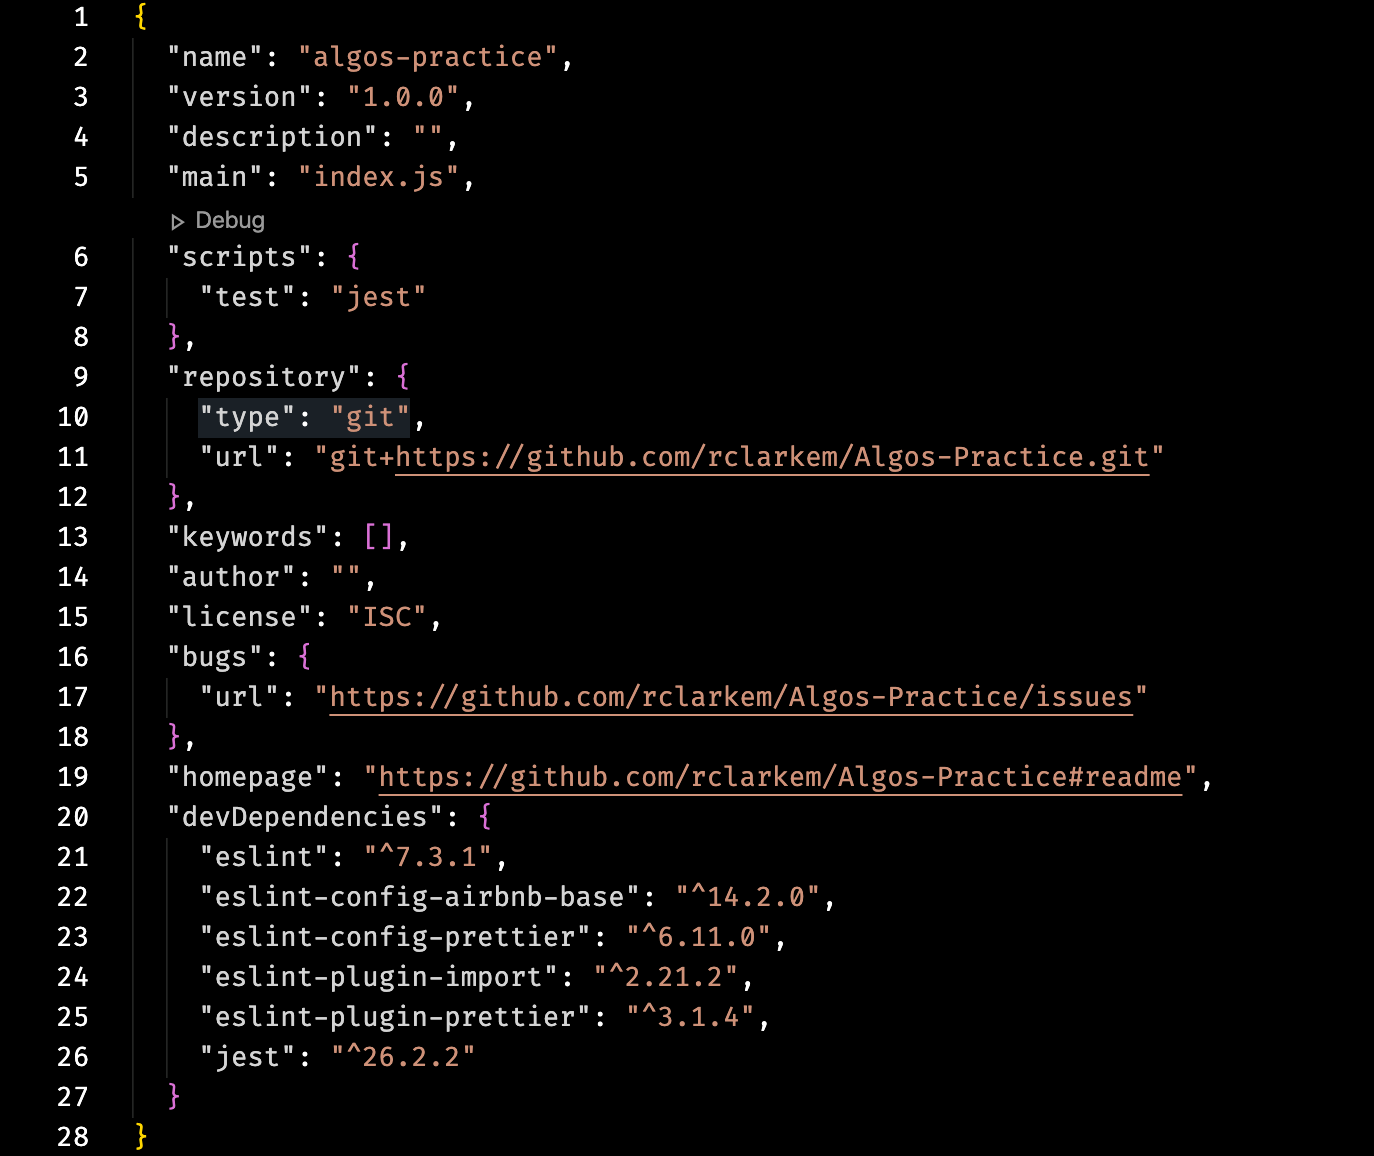 1 {
2 "name": "algos-practice",
3 "version": "1.0.0",
4 "description": "",
5 "main": "index.js",
Debug
6 "scripts": {
7 "test": "jest"
8 },
9 "repository": {
10 "type": "git",
11 "url": "git+https://github.com/rclarkem/Algos-Practice.git"
12 },
13 "keywords": [],
14 "author": "",
15 "license": "ISC",
16 "bugs": {
17 "url": "https://github.com/rclarkem/Algos-Practice/issues"
18 },
19 "homepage": "https://github.com/rclarkem/Algos-Practice#readme",
20 "devDependencies": {
21 "eslint": "^7.3.1",
22 "eslint-config-airbnb-base": "^14.2.0",
23 "eslint-config-prettier": "^6.11.0",
24 "eslint-plugin-import": "^2.21.2",
25 "eslint-plugin-prettier": "^3.1.4",
26 "jest": "^26.2.2"
27 }
28 }